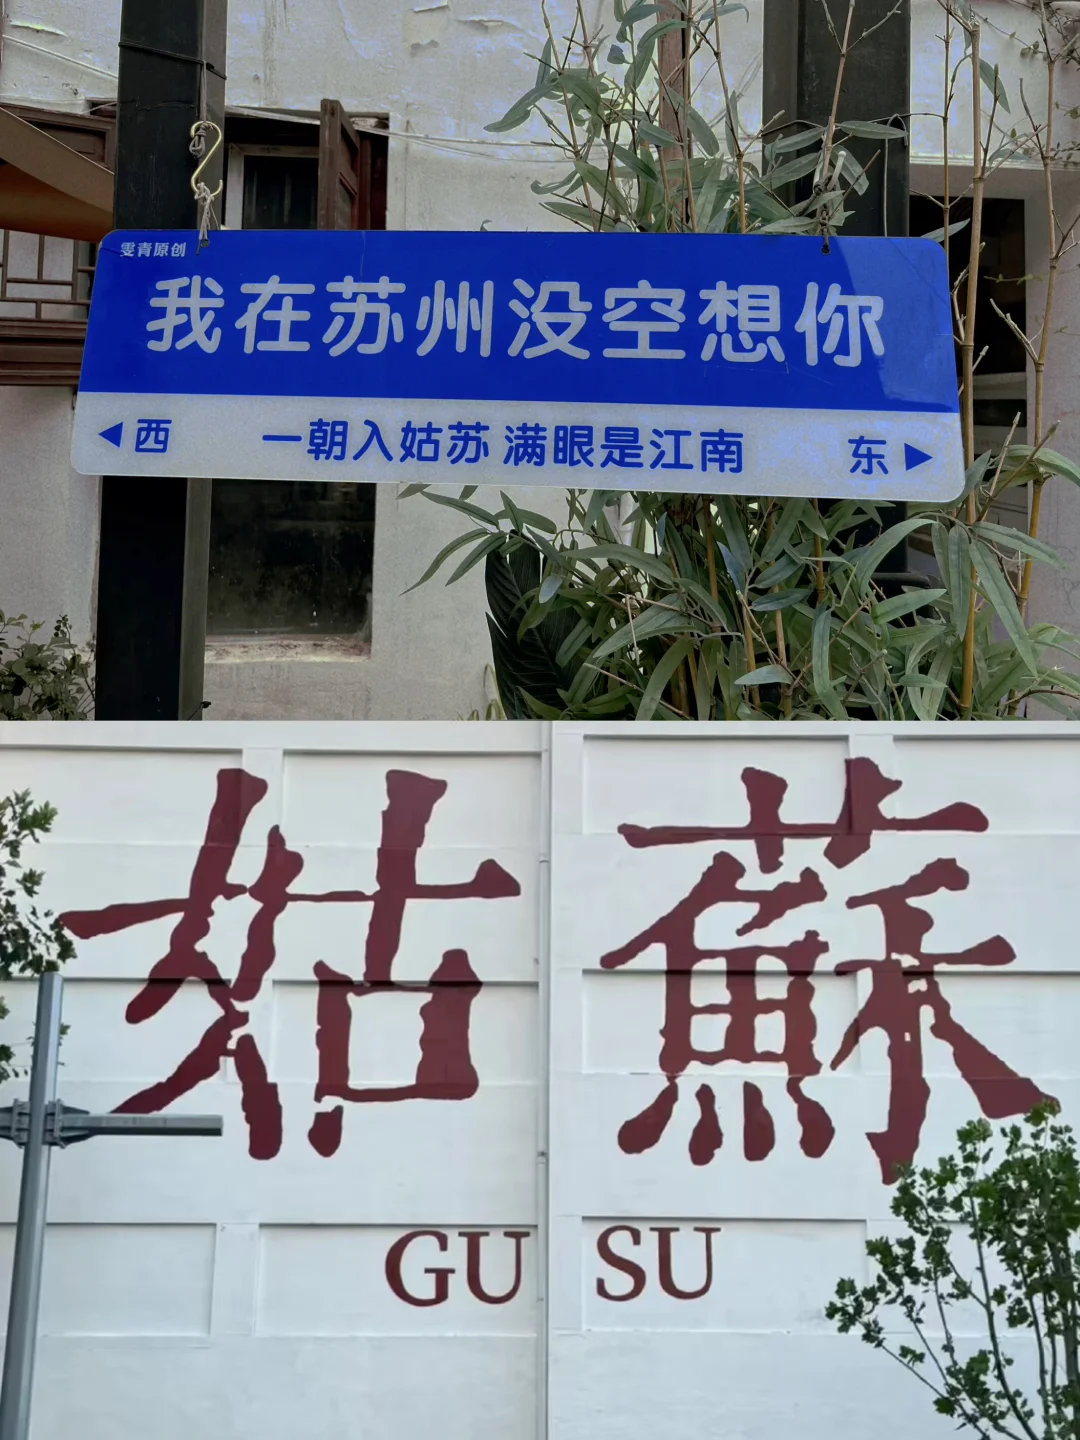 雯青原创
我在苏州没空想你
西 一朝入姑苏 满眼是江南 东
姑蘇
GU SU